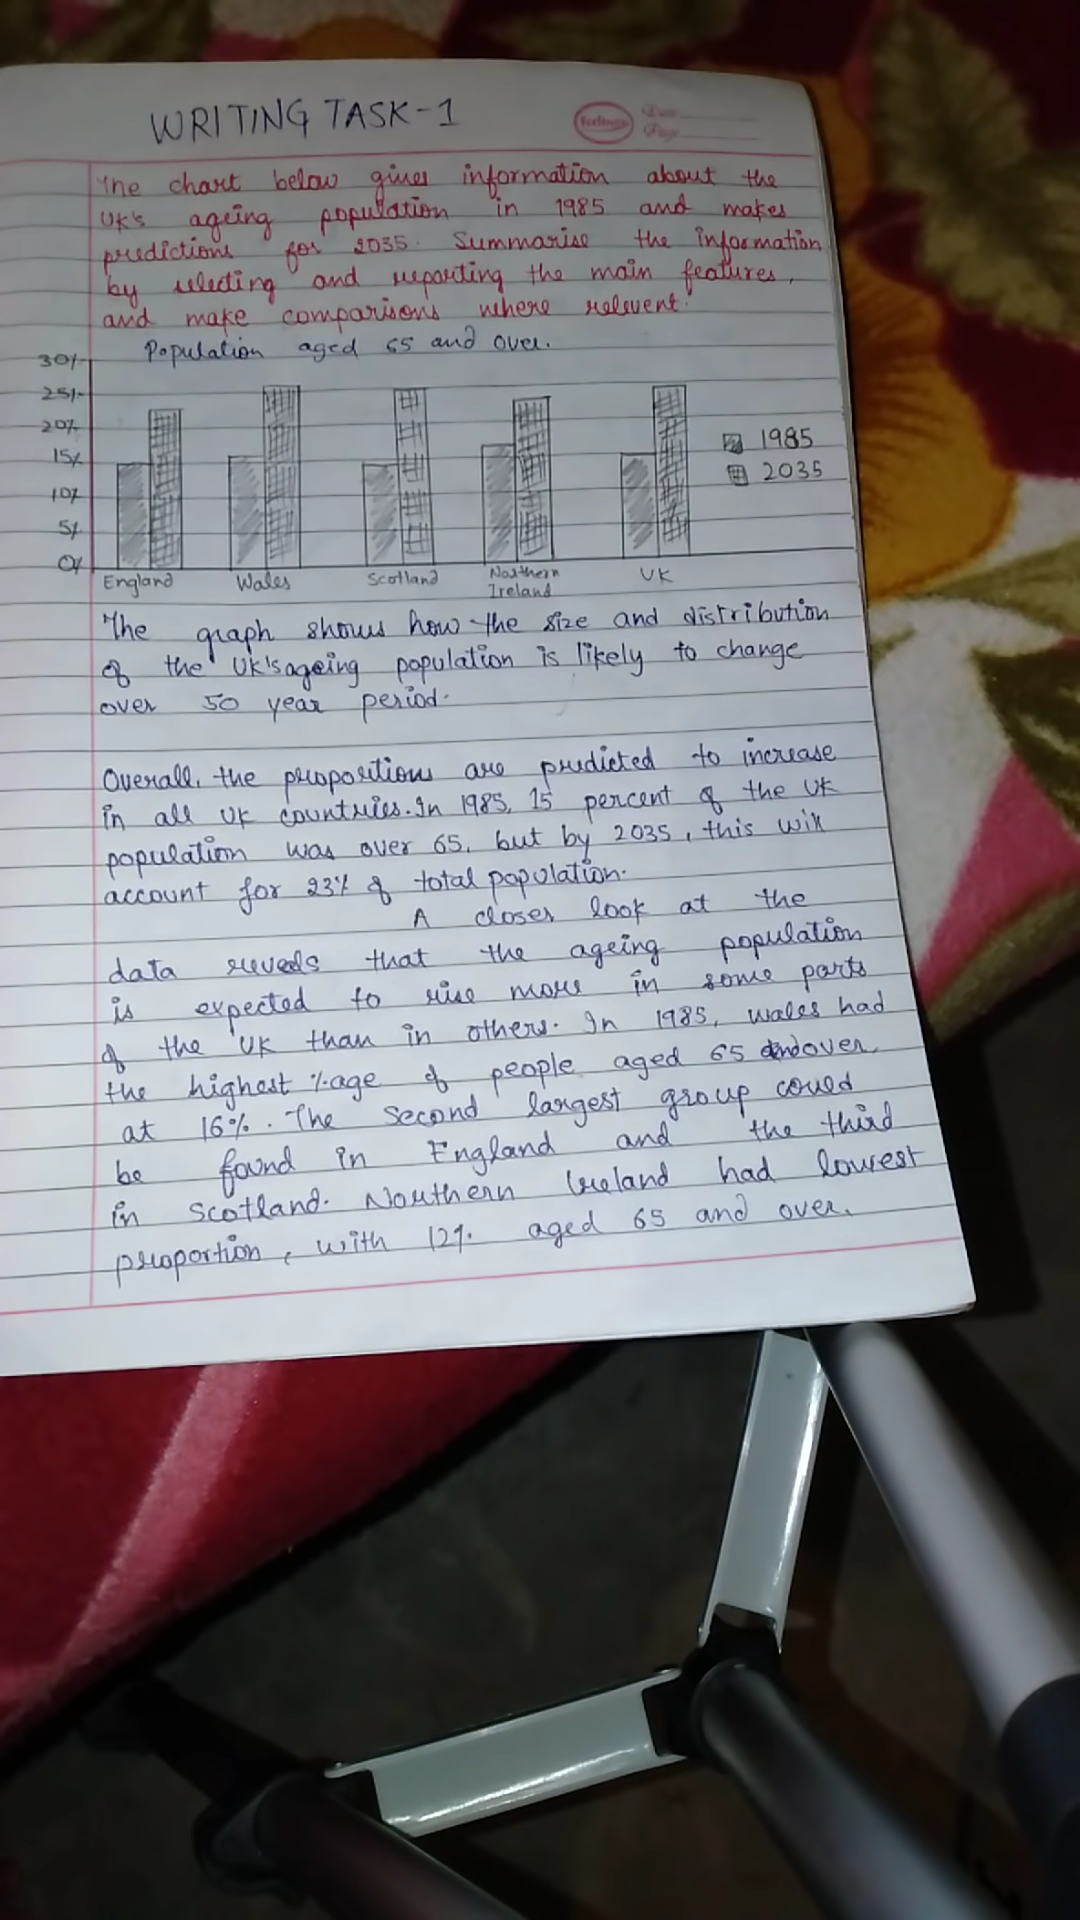 WRITING TASK-1
Feelings
Date
Page
The chart below gives information about the
UK's ageing population in 1985 and makes
predictions for 2035. Summarise the information
by selecting and reporting the main features,
and make comparisons where relevent.
Population aged 65 and over.
30%
25%
20%
15%
10%
5%
0%
1985
2035
England Wales Scotland Northern Ireland UK
The graph shows how the size and distribution
of the UK's ageing population is likely to change
over 50 year period.
Overall, the proportions are predicted to increase
in all UK countries. In 1985, 15 percent of the UK
population was over 65, but by 2035, this will
account for 23% of total population.
A closer look at the
data reveals that the ageing population
is expected to rise more in some parts
of the UK than in others. In 1985, wales had
the highest %age of people aged 65 and over,
at 16%. The second largest group could
be found in England and the third
in Scotland. Northern Ireland had lowest
proportion, with 12%. aged 65 and over.